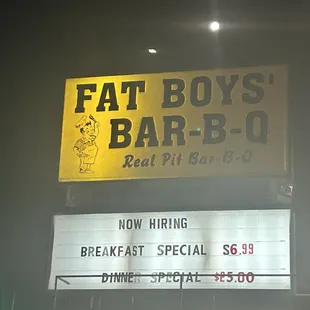 FAT BOYS'
BAR-B-Q
Real Pit Bar-B-Q
NOW HIRING
BREAKFAST SPECIAL $6.99
DINNER SPECIAL $25.00